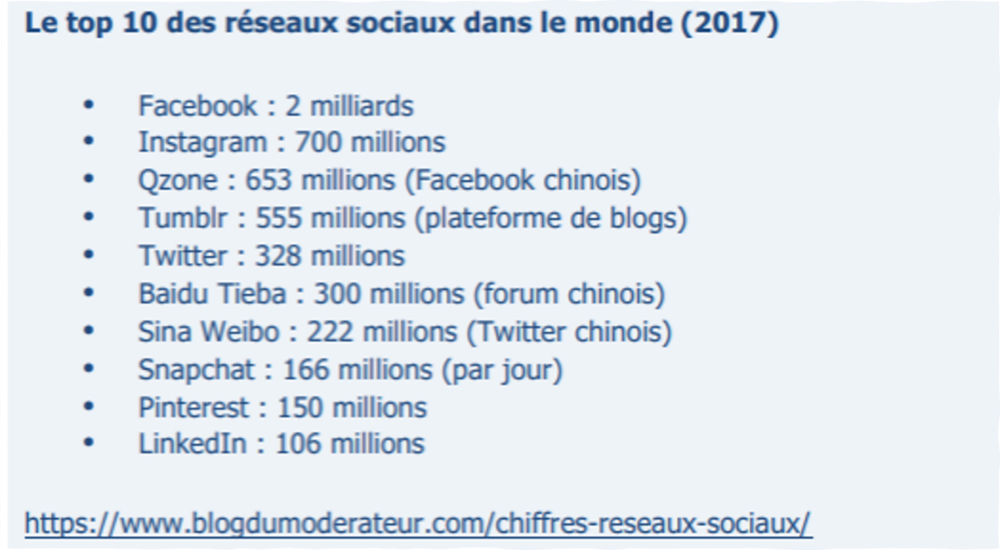 Le top 10 des réseaux sociaux dans le monde (2017)
• Facebook : 2 milliards
• Instagram : 700 millions
• Qzone : 653 millions (Facebook chinois)
• Tumblr : 555 millions (plateforme de blogs)
• Twitter : 328 millions
• Baidu Tieba : 300 millions (forum chinois)
• Sina Weibo : 222 millions (Twitter chinois)
• Snapchat : 166 millions (par jour)
• Pinterest : 150 millions
• LinkedIn : 106 millions
https://www.blogdumoderateur.com/chiffres-reseaux-sociaux/